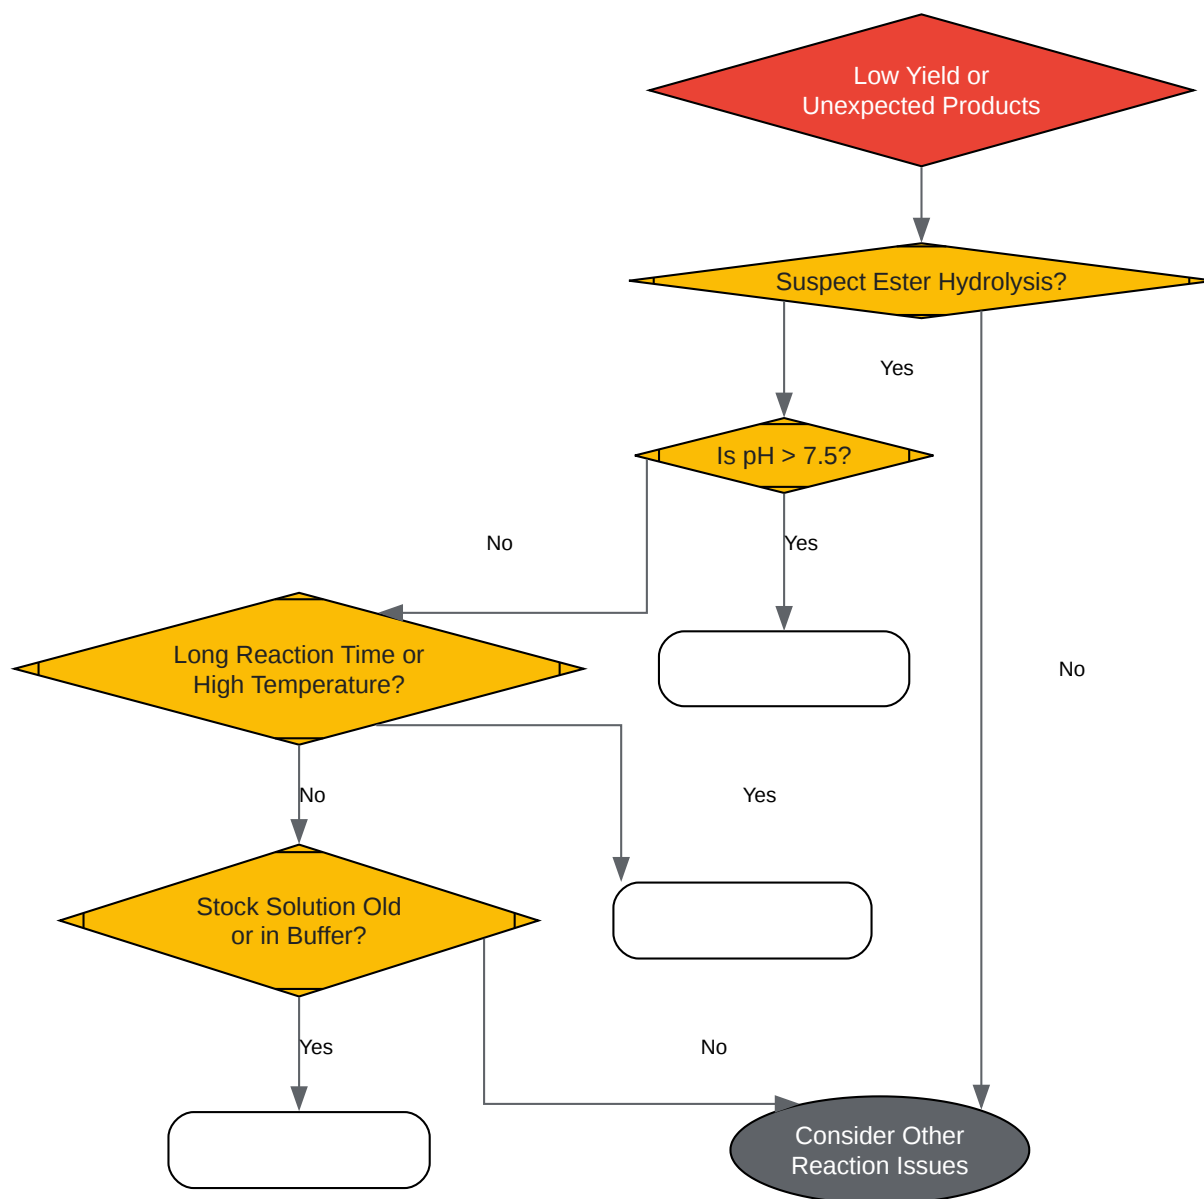 Low Yield or
Unexpected Products
Suspect Ester Hydrolysis?
Yes
Is pH > 7.5?
No
Yes
Long Reaction Time or
High Temperature?
No
No
Yes
Stock Solution Old
or in Buffer?
Yes
No
Consider Other
Reaction Issues